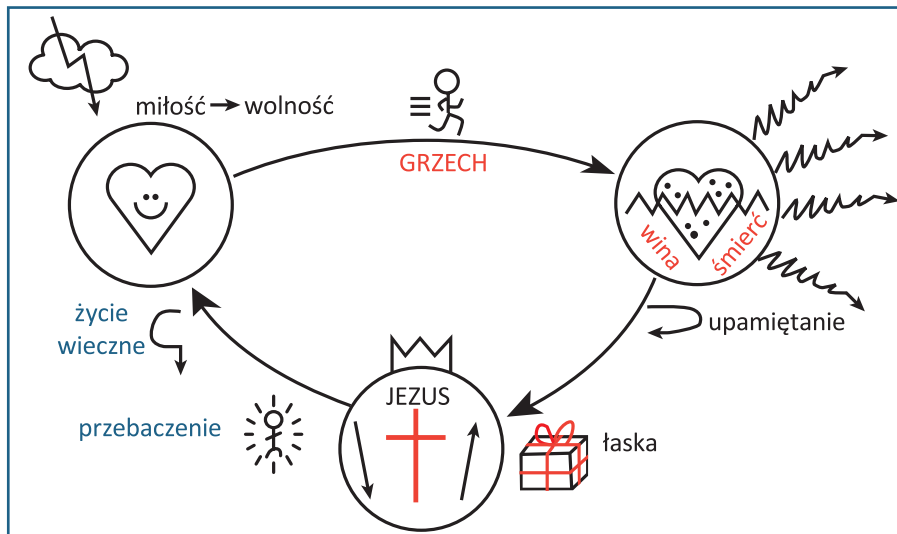 miłość → wolność
GRZECH
wina
śmierć
upamiętanie
życie
wieczne
JEZUS
przebaczenie
łaska